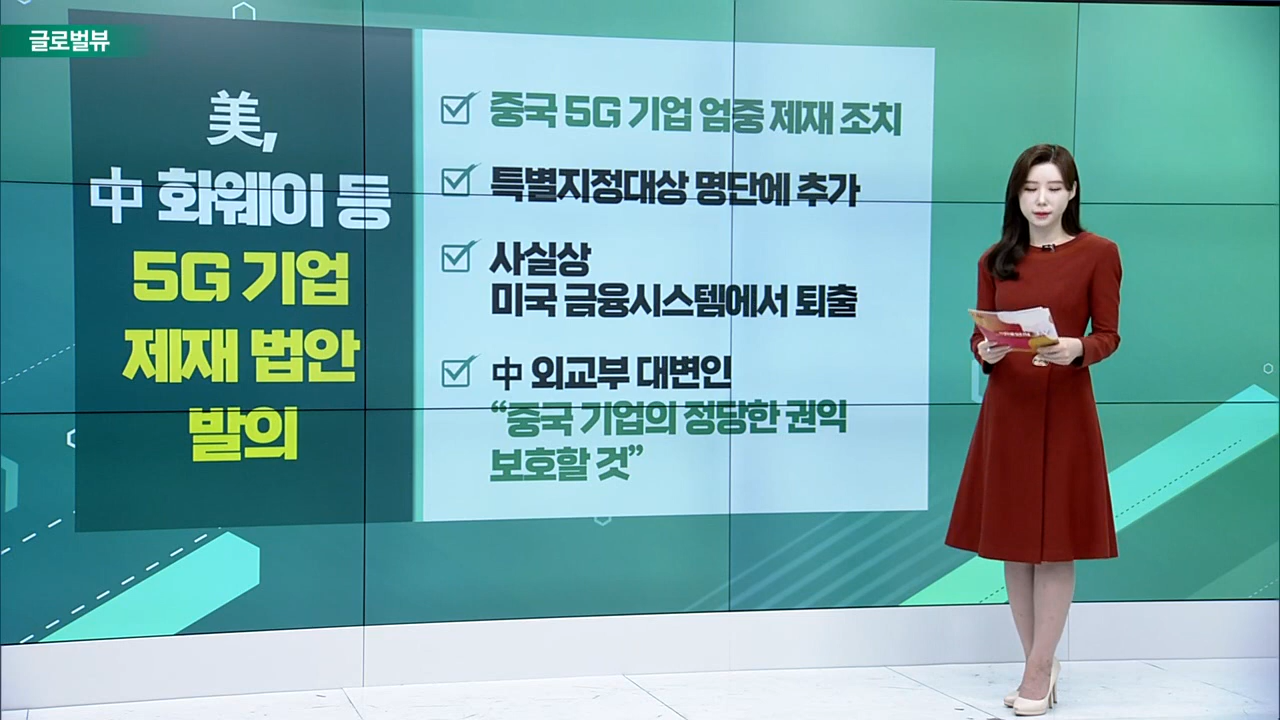 글로벌뷰
美,
中 화웨이 등
5G 기업
제재 법안
발의
중국 5G 기업 엄중 제재 조치
특별지정대상 명단에 추가
사실상
미국 금융시스템에서 퇴출
中 외교부 대변인
“중국 기업의 정당한 권익
보호할 것”